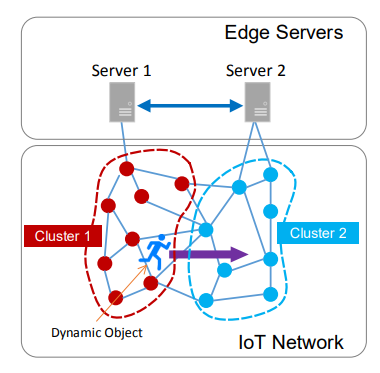 Edge Servers
Server 1
Server 2
Cluster 1
Cluster 2
Dynamic Object
IoT Network